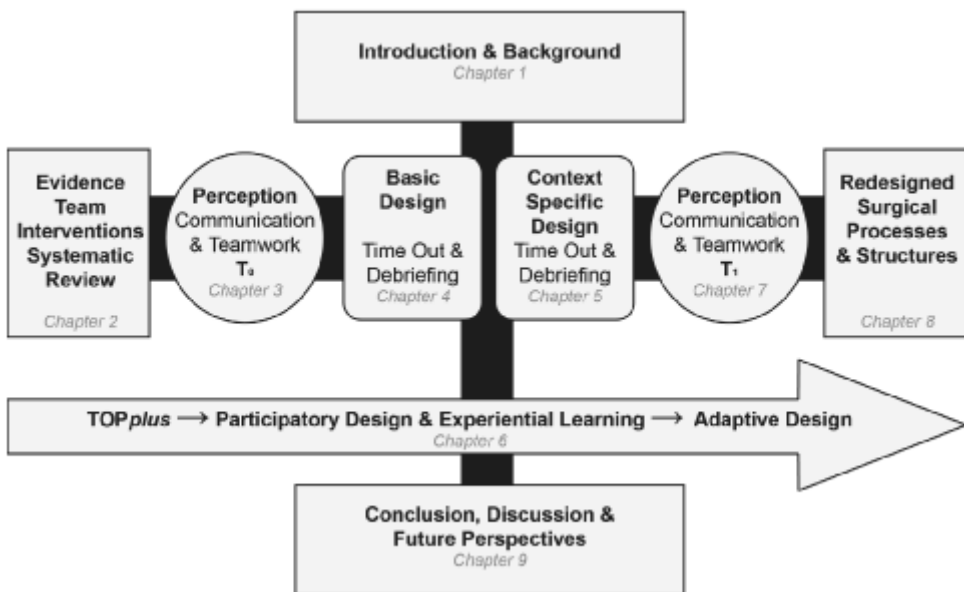 Introduction & Background
Chapter 1
Evidence
Team
Interventions
Systematic
Review
Chapter 2
Perception
Communication
& Teamwork
T₀
Chapter 3
Basic
Design
Time Out &
Debriefing
Chapter 4
Context
Specific
Design
Time Out &
Debriefing
Chapter 5
Perception
Communication
& Teamwork
T₁
Chapter 7
Redesigned
Surgical
Processes
& Structures
Chapter 8
TOPplus → Participatory Design & Experiential Learning → Adaptive Design
Chapter 6
Conclusion, Discussion &
Future Perspectives
Chapter 9